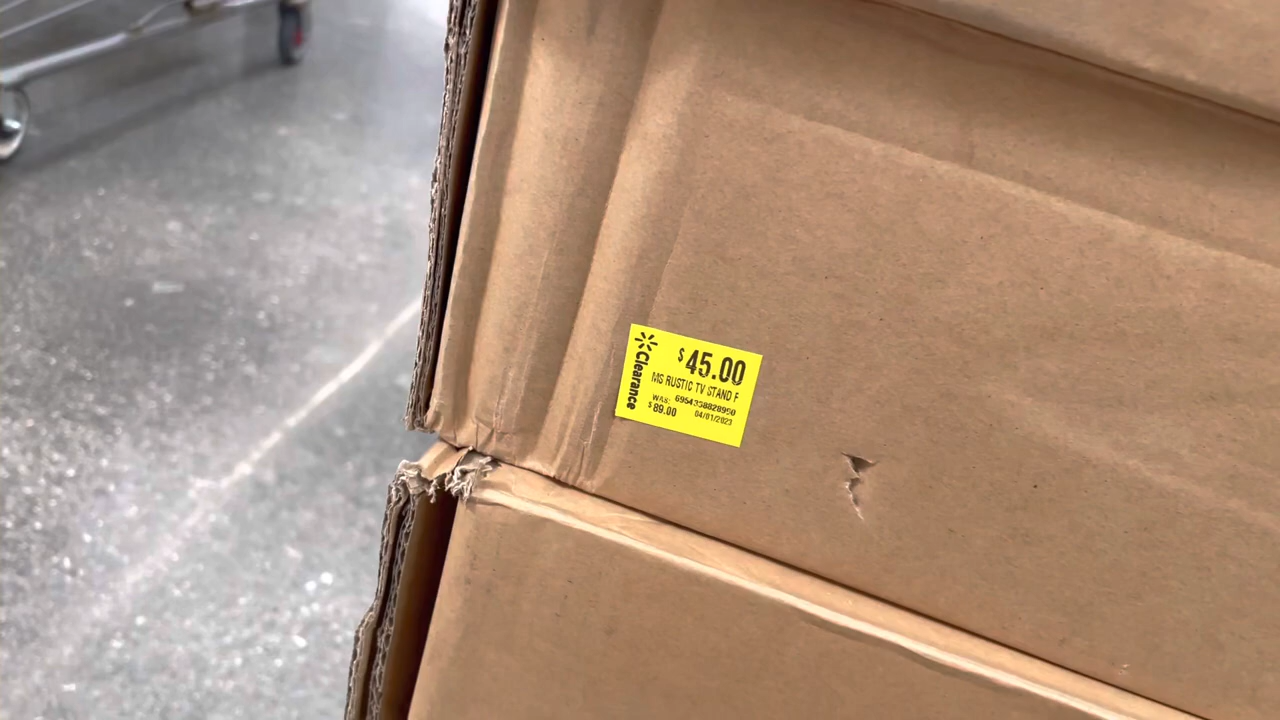 Clearance
$45.00
MS RUSTIC TV STAND F
WAS: 6954338828950
$89.00 04/01/2023